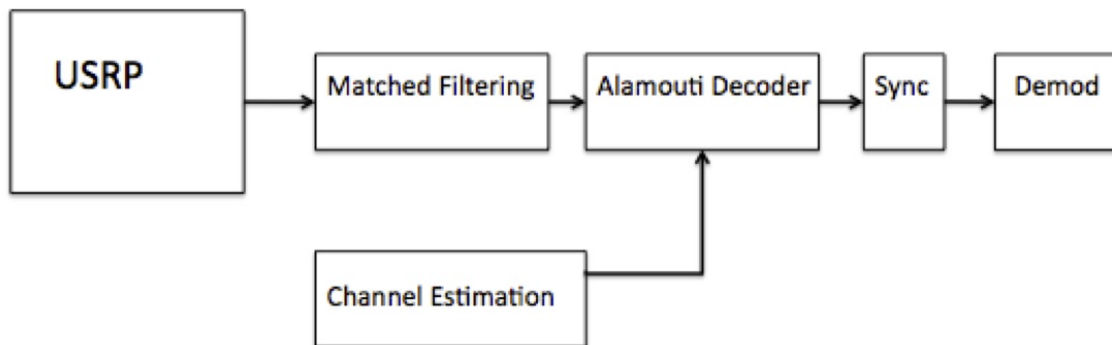 USRP
Matched Filtering
Alamouti Decoder
Sync
Demod
Channel Estimation